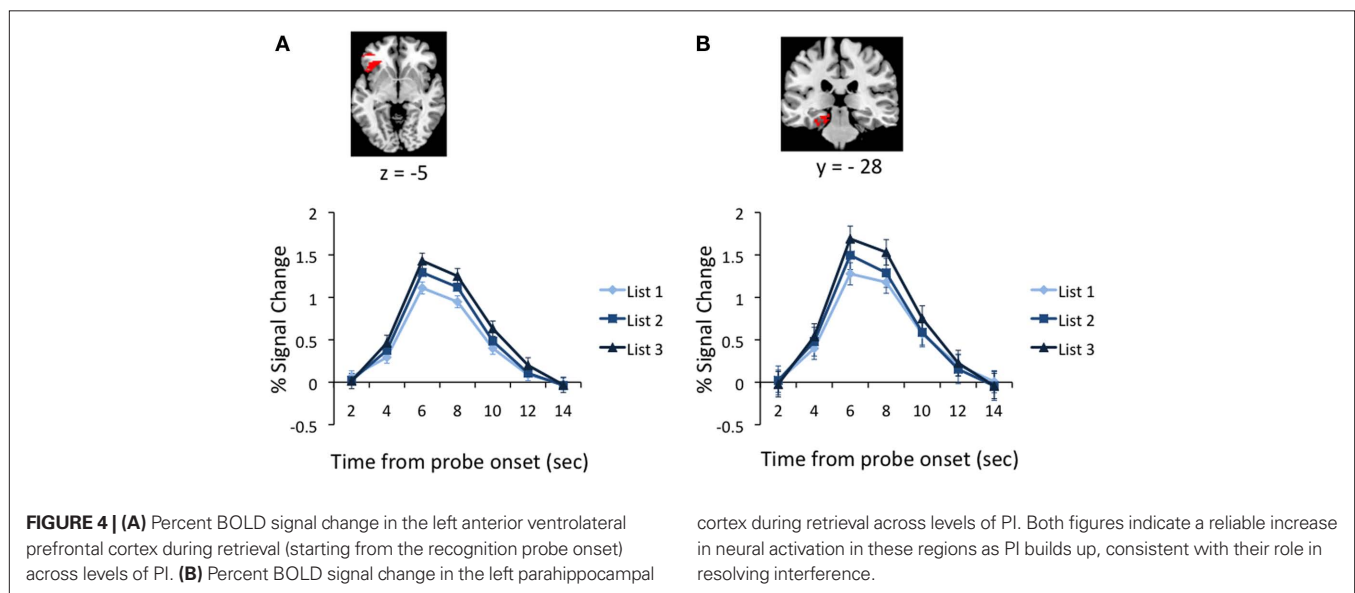 A
B
z = -5
y = - 28
% Signal Change
2
1.5
1
0.5
0
-0.5
2 4 6 8 10 12 14
Time from probe onset (sec)
List 1
List 2
List 3
% Signal Change
2
1.5
1
0.5
0
-0.5
2 4 6 8 10 12 14
Time from probe onset (sec)
List 1
List 2
List 3
FIGURE 4 | (A) Percent BOLD signal change in the left anterior ventrolateral
prefrontal cortex during retrieval (starting from the recognition probe onset)
across levels of PI. (B) Percent BOLD signal change in the left parahippocampal
cortex during retrieval across levels of PI. Both figures indicate a reliable increase
in neural activation in these regions as PI builds up, consistent with their role in
resolving interference.